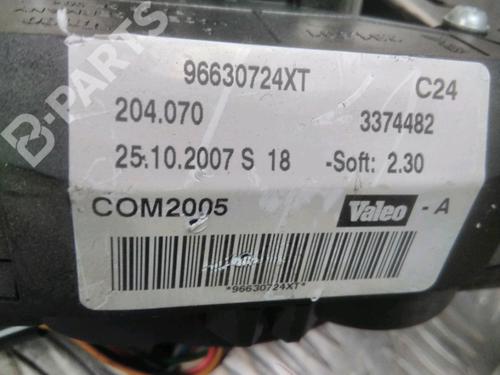 96630724XT C24
204.070 3374482
25.10.2007 S 18 -Soft: 2.30
COM2005 Valeo - A
*96630724XT*
B-PARTS